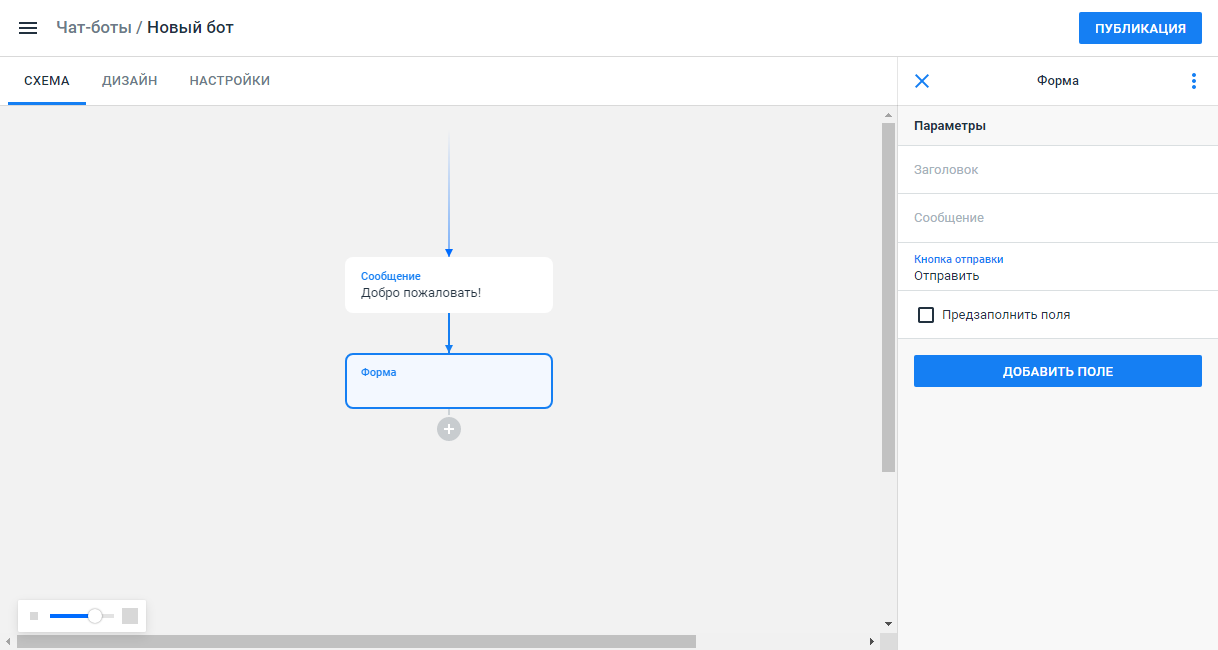 Чат-боты / Новый бот
ПУБЛИКАЦИЯ
СХЕМА
ДИЗАЙН
НАСТРОЙКИ
Форма
Параметры
Заголовок
Сообщение
Кнопка отправки
Отправить
Предзаполнить поля
ДОБАВИТЬ ПОЛЕ
Сообщение
Добро пожаловать!
Форма